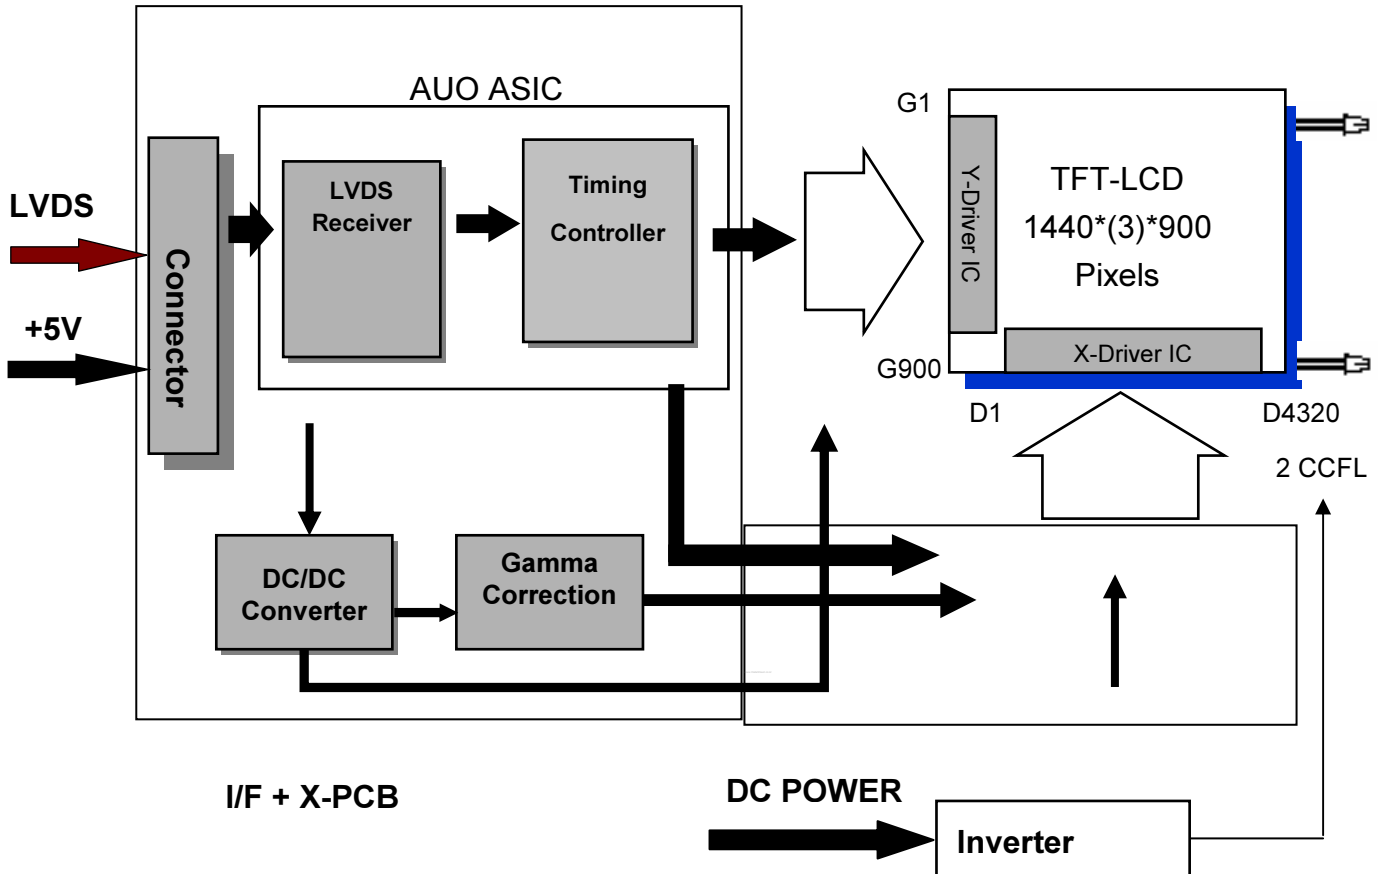 AUO ASIC
LVDS
+5V
Connector
LVDS
Receiver
Timing
Controller
G1
Y-Driver IC
TFT-LCD
1440*(3)*900
Pixels
X-Driver IC
G900
D1
D4320
2 CCFL
DC/DC
Converter
Gamma
Correction
I/F + X-PCB
DC POWER
Inverter